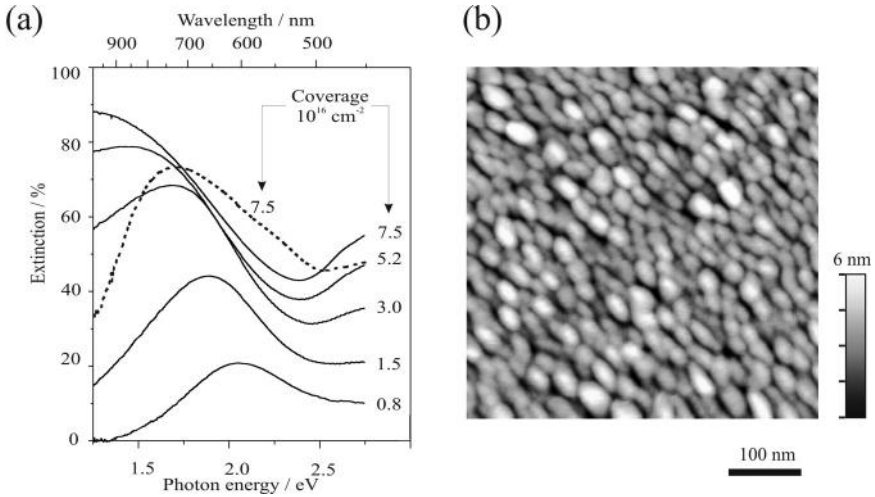 (a)
Wavelength / nm
900 700 600 500
100
80
60
40
20
0
Extinction / %
Coverage
10¹⁶ cm⁻²
7.5
7.5
5.2
3.0
1.5
0.8
1.5 2.0 2.5
Photon energy / eV
(b)
6 nm
100 nm